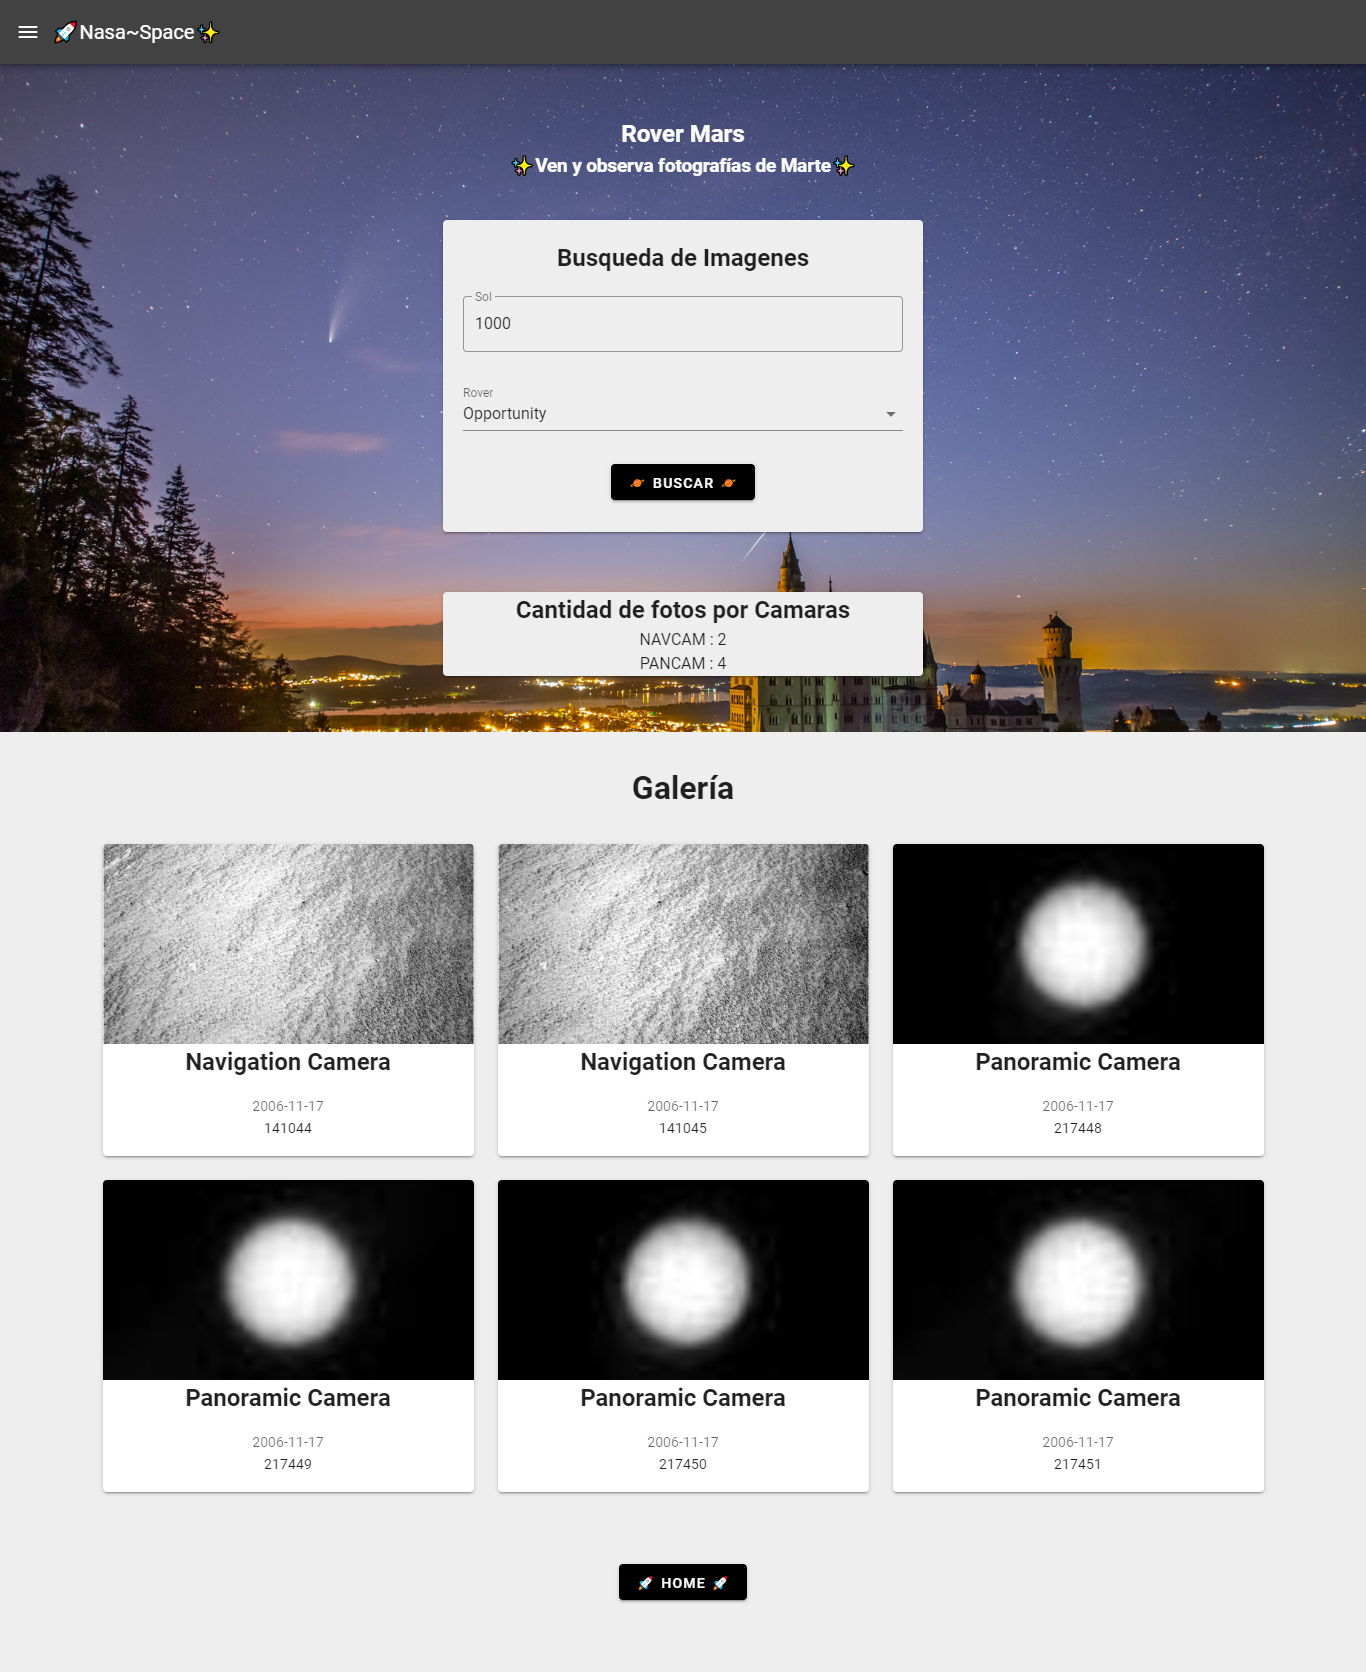 🚀Nasa~Space✨
Rover Mars
✨Ven y observa fotografías de Marte✨
Busqueda de Imagenes
Sol
1000
Rover
Opportunity
🪐 BUSCAR 🪐
Cantidad de fotos por Camaras
NAVCAM : 2
PANCAM : 4
Galería
Navigation Camera
2006-11-17
141044
Navigation Camera
2006-11-17
141045
Panoramic Camera
2006-11-17
217448
Panoramic Camera
2006-11-17
217449
Panoramic Camera
2006-11-17
217450
Panoramic Camera
2006-11-17
217451
🚀 HOME 🚀